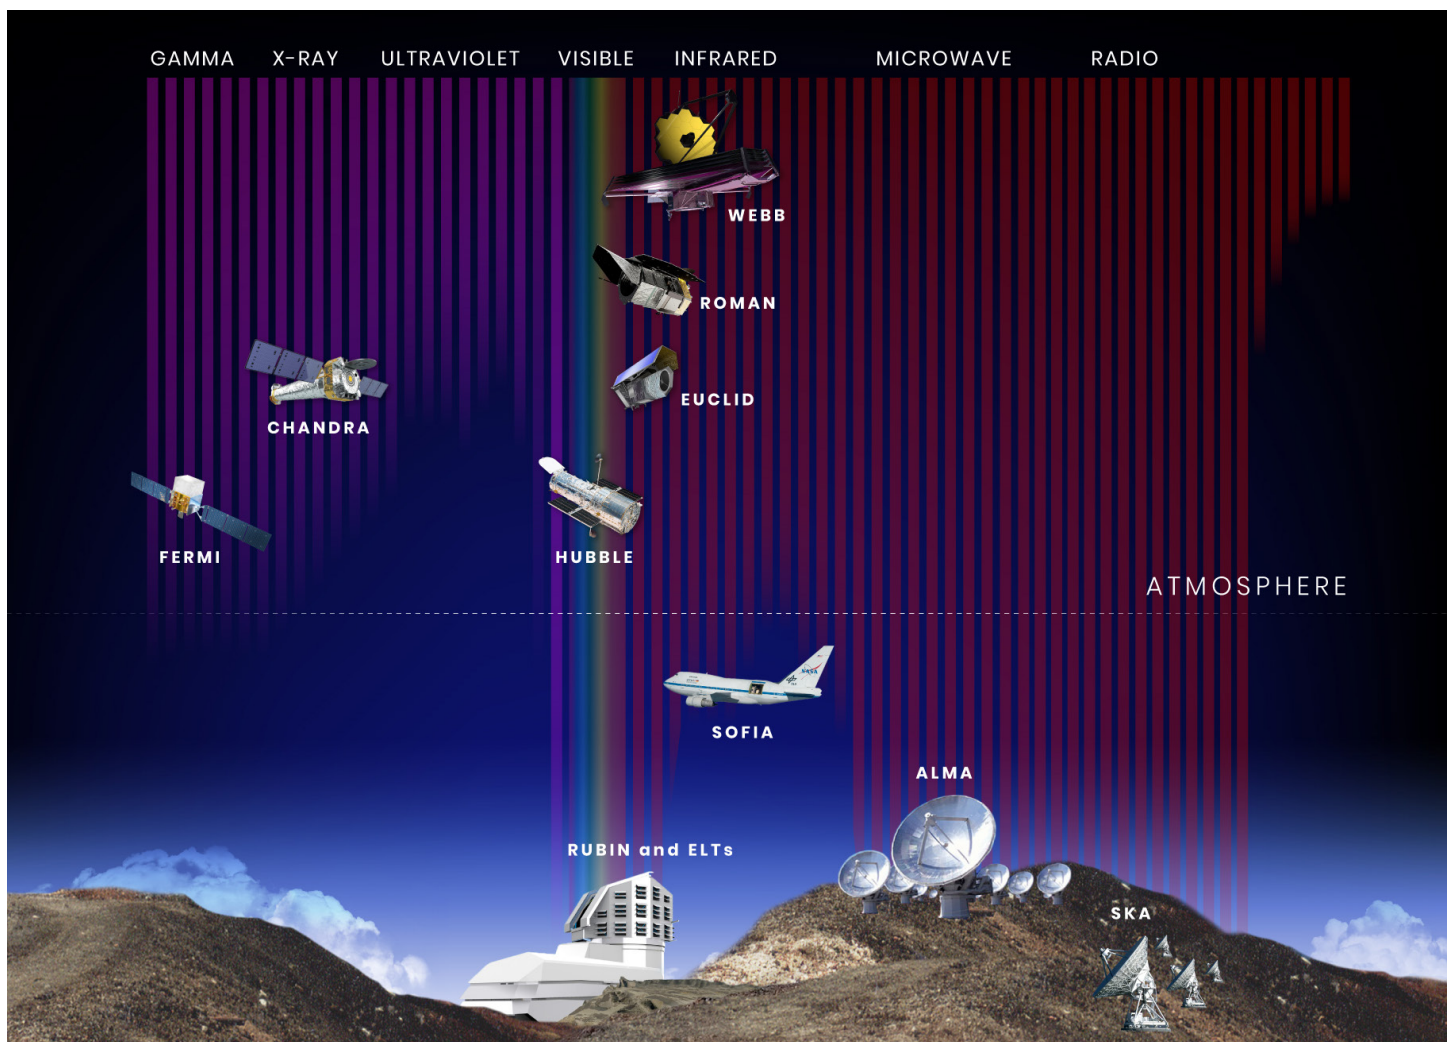 GAMMA X-RAY ULTRAVIOLET VISIBLE INFRARED MICROWAVE RADIO
WEBB
ROMAN
EUCLID
CHANDRA
FERMI
HUBBLE
ATMOSPHERE
NASA
SOFIA
ALMA
RUBIN and ELTs
SKA